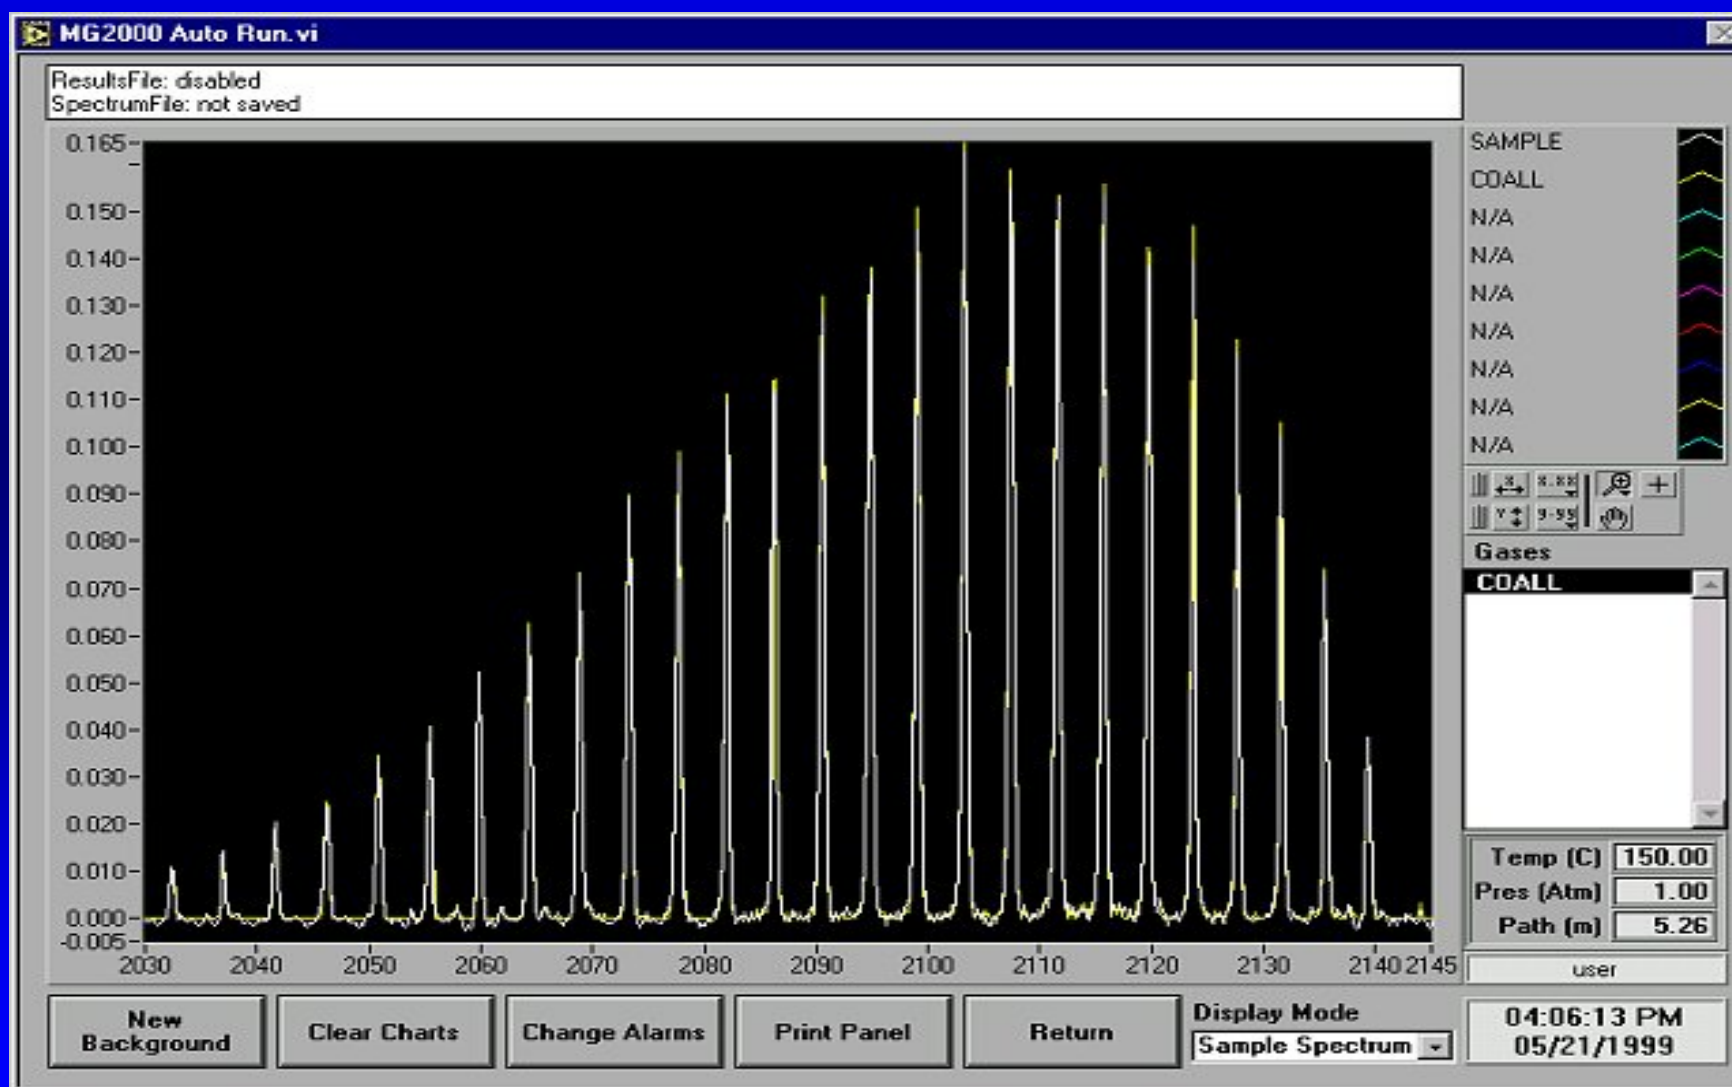 MG2000 Auto Run.vi
ResultsFile: disabled
SpectrumFile: not saved
0.165
0.150
0.140
0.130
0.120
0.110
0.100
0.090
0.080
0.070
0.060
0.050
0.040
0.030
0.020
0.010
0.000
-0.005
2030 2040 2050 2060 2070 2080 2090 2100 2110 2120 2130 2140 2145
SAMPLE
COALL
N/A
N/A
N/A
N/A
N/A
N/A
N/A
Gases
COALL
Temp (C) 150.00
Pres (Atm) 1.00
Path (m) 5.26
user
New
Background
Clear Charts
Change Alarms
Print Panel
Return
Display Mode
Sample Spectrum
04:06:13 PM
05/21/1999